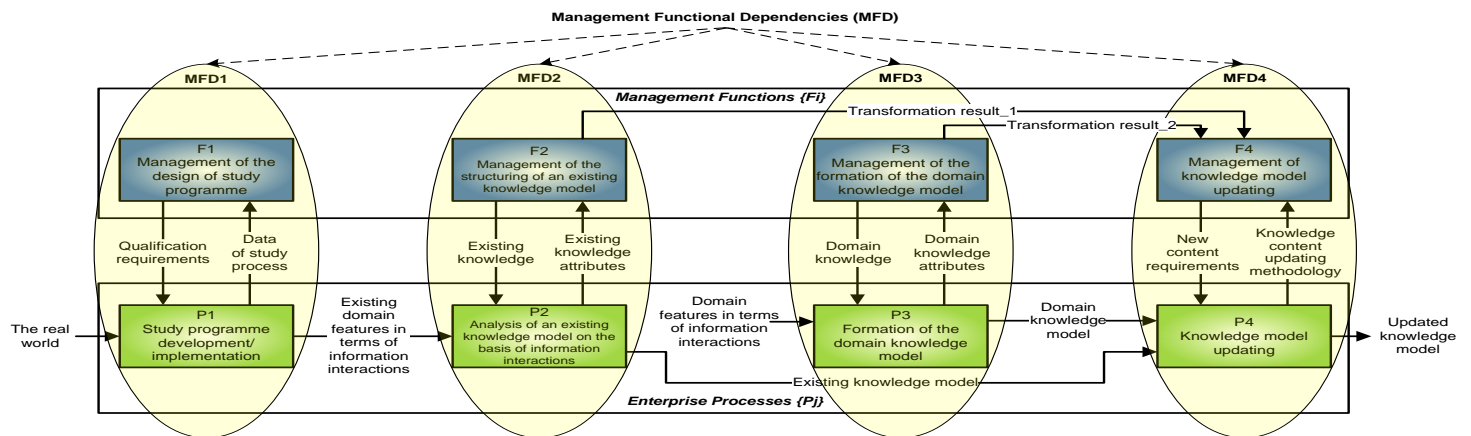 Management Functional Dependencies (MFD)
MFD1
MFD2
MFD3
MFD4
Management Functions {Fi}
Transformation result_1
Transformation result_2
F1
Management of the
design of study
programme
F2
Management of the
structuring of an existing
knowledge model
F3
Management of the
formation of the domain
knowledge model
F4
Management of
knowledge model
updating
Qualification
requirements
Data
of study
process
Existing
knowledge
Existing
knowledge
attributes
Domain
knowledge
Domain
knowledge
attributes
New
content
requirements
Knowledge
content
updating
methodology
The real
world
P1
Study programme
development/
implementation
Existing
domain
features in
terms of
information
interactions
P2
Analysis of an existing
knowledge model on the
basis of information
interactions
Domain
features in terms
of information
interactions
P3
Formation of the
domain knowledge
model
Domain
knowledge
model
P4
Knowledge model
updating
Updated
knowledge
model
Existing knowledge model
Enterprise Processes {Pj}